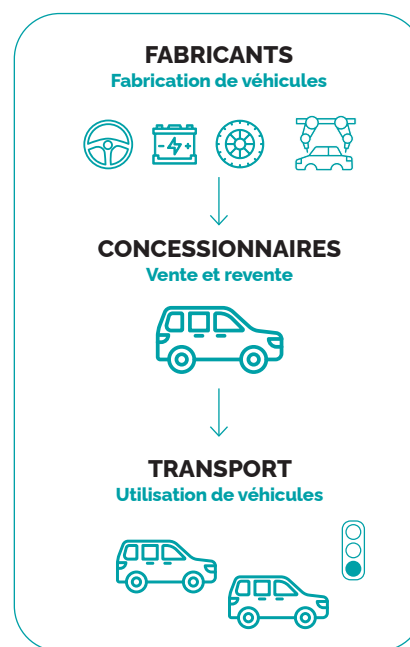 FABRICANTS
Fabrication de véhicules
CONCESSIONNAIRES
Vente et revente
TRANSPORT
Utilisation de véhicules